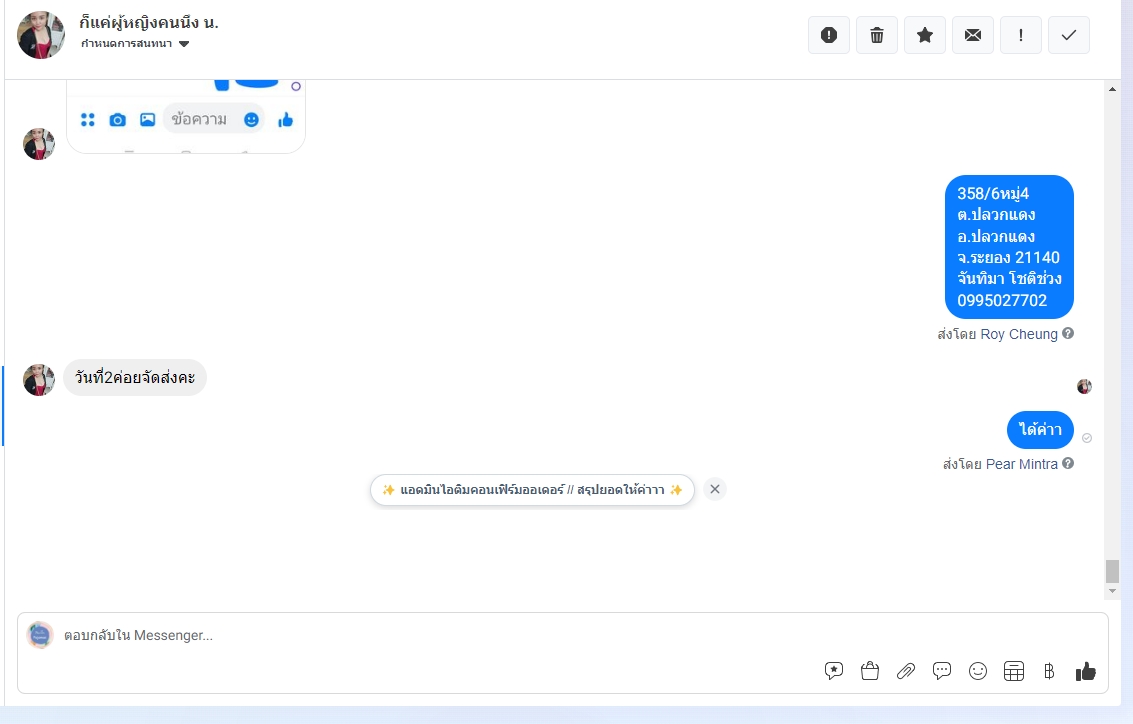 ก็แค่ผู้หญิงคนนึง น.
กำหนดการสนทนา
ข้อความ
358/6หมู่4
ต.ปลวกแดง
อ.ปลวกแดง
จ.ระยอง 21140
จันทิมา โชติช่วง
0995027702
ส่งโดย Roy Cheung
วันที่2ค่อยจัดส่งคะ
ได้ค่าา
ส่งโดย Pear Mintra
✨ แอดมินไอติมคอนเฟิร์มออเดอร์ // สรุปยอดให้ค่าาา ✨
ตอบกลับใน Messenger...